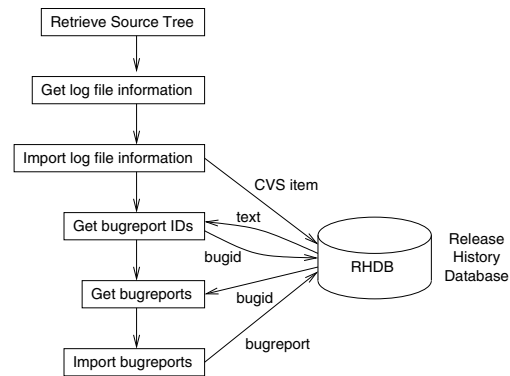 Retrieve Source Tree
Get log file information
Import log file information
CVS item
text
Get bugreport IDs
bugid
RHDB
Release
History
Database
Get bugreports
bugid
bugreport
Import bugreports